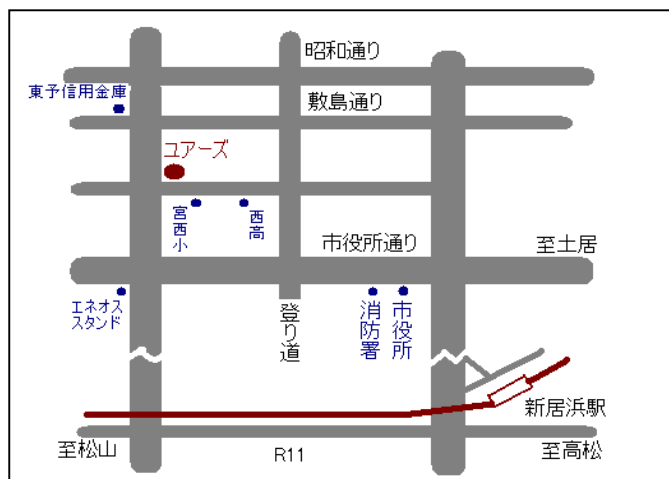 昭和通り
東予信用金庫
敷島通り
ユアーズ
宮西小
西高
市役所通り
至土居
エネオス
スタンド
登り道
消防署
市役所
新居浜駅
至松山
R11
至高松